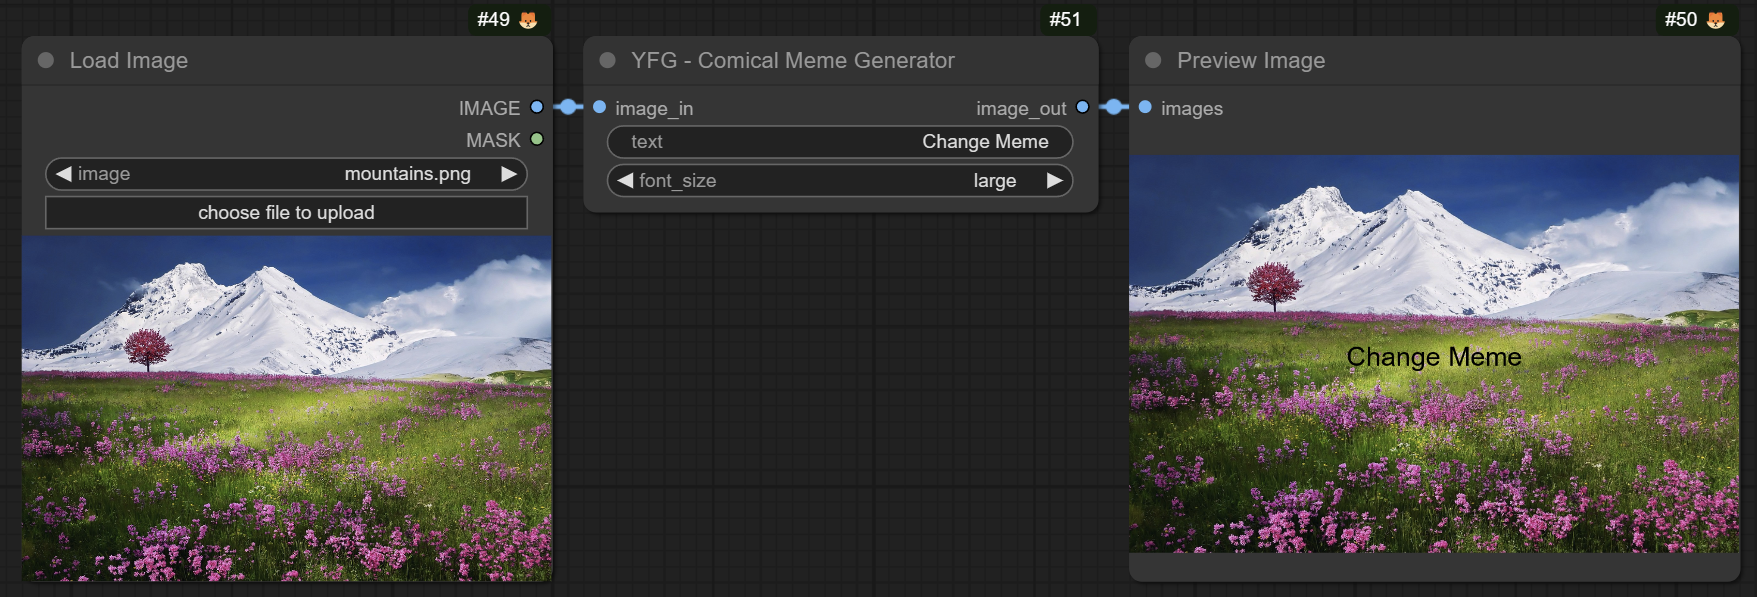 #49
Load Image
IMAGE
MASK
image mountains.png
choose file to upload
#51
YFG - Comical Meme Generator
image_in image_out
text Change Meme
font_size large
#50
Preview Image
images
Change Meme